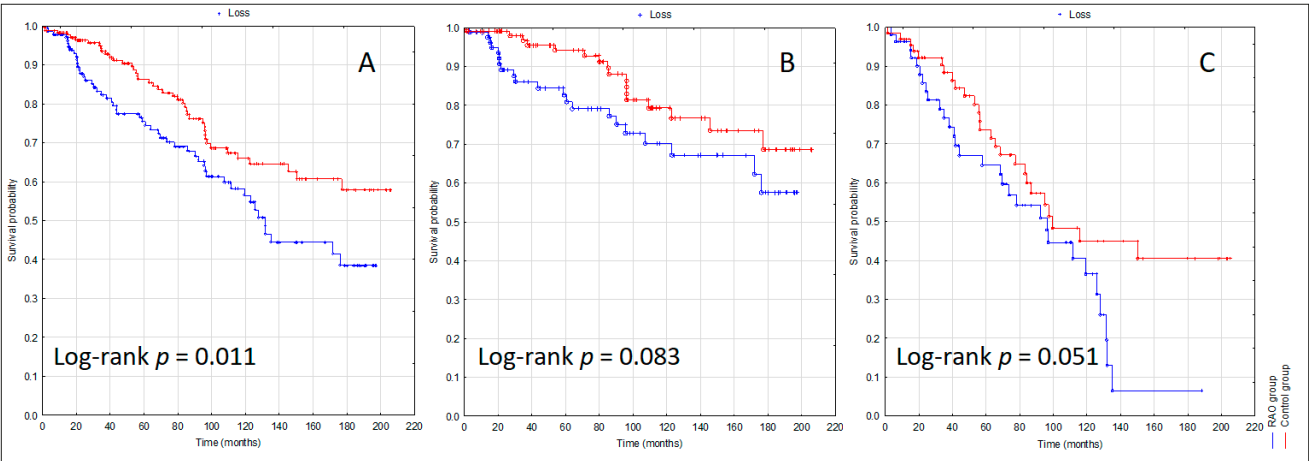 Loss
A
Survival probability
1.0
0.9
0.8
0.7
0.6
0.5
0.4
0.3
0.2
0.1
0.0
Log-rank p = 0.011
0 20 40 60 80 100 120 140 160 180 200 220
Time (months)
Loss
B
Survival probability
1.0
0.9
0.8
0.7
0.6
0.5
0.4
0.3
0.2
0.1
0.0
Log-rank p = 0.083
0 20 40 60 80 100 120 140 160 180 200 220
Time (months)
Loss
C
Survival probability
1.0
0.9
0.8
0.7
0.6
0.5
0.4
0.3
0.2
0.1
0.0
Log-rank p = 0.051
0 20 40 60 80 100 120 140 160 180 200 220
Time (months)
RAO group
Control group